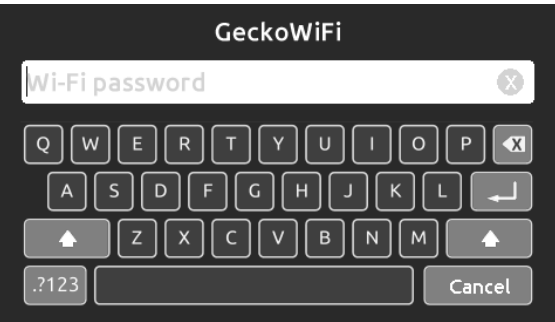 GeckoWiFi
Wi-Fi password
X
Q W E R T Y U I O P X
A S D F G H J K L
Z X C V B N M
.?123 Cancel